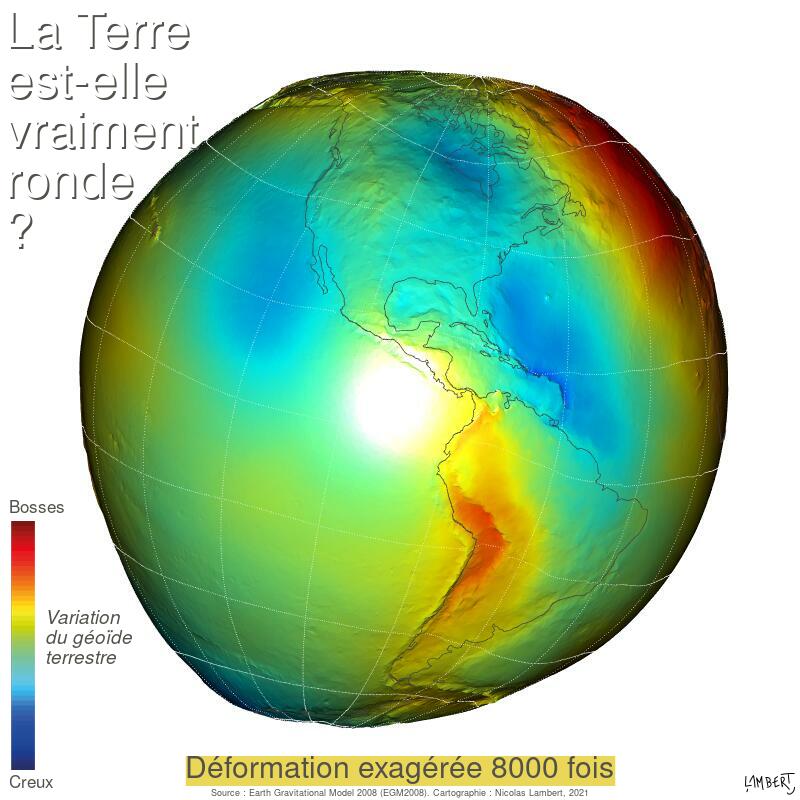 La Terre
est-elle
vraiment
ronde
?
Bosses
Variation
du géoïde
terrestre
Creux
Déformation exagérée 8000 fois
Source : Earth Gravitational Model 2008 (EGM2008). Cartographie : Nicolas Lambert, 2021
LAMBERT